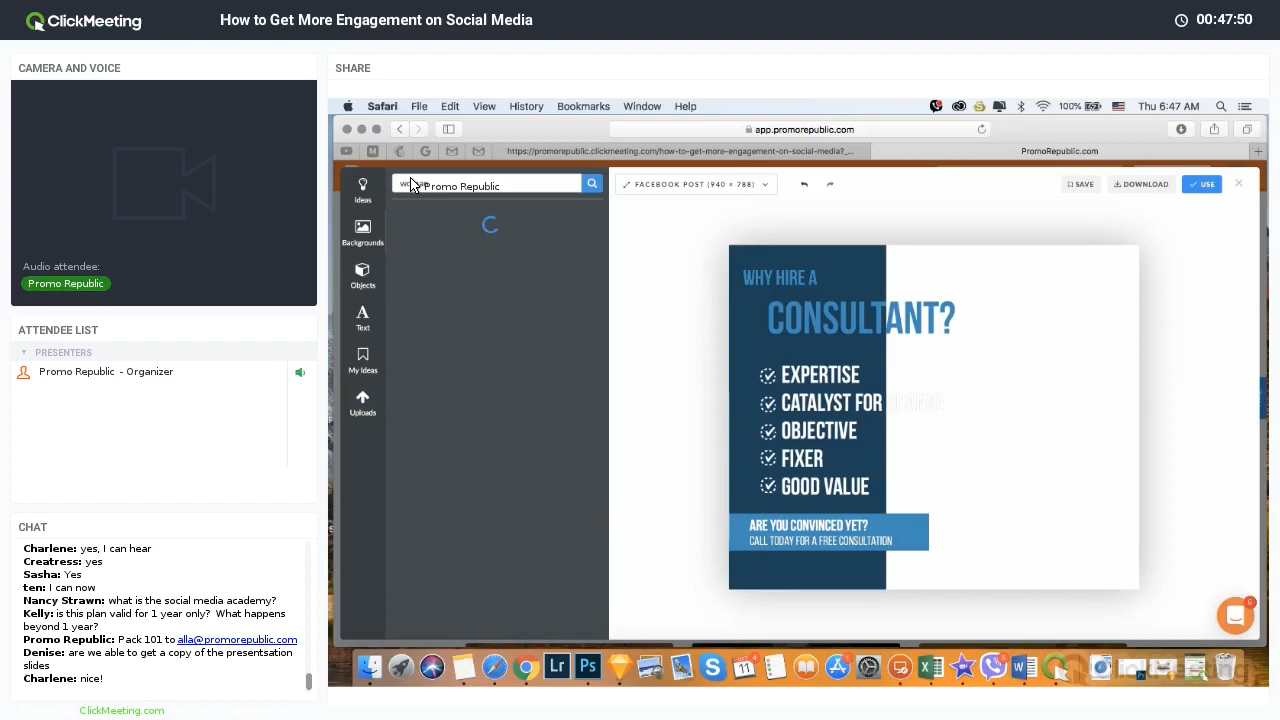 ClickMeeting
How to Get More Engagement on Social Media
00:47:50
CAMERA AND VOICE
Audio attendee:
Promo Republic
ATTENDEE LIST
PRESENTERS
Promo Republic - Organizer
CHAT
Charlene: yes, I can hear
Creatress: yes
Sasha: Yes
ten: I can now
Nancy Strawn: what is the social media academy?
Kelly: is this plan valid for 1 year only? What happens
beyond 1 year?
Promo Republic: Pack 101 to alla@promorepublic.com
Denise: are we able to get a copy of the presentsation
slides
Charlene: nice!
ClickMeeting.com
SHARE
Safari File Edit View History Bookmarks Window Help
100% Thu 6:47 AM
app.promorepublic.com
https://promorepublic.clickmeeting.com/how-to-get-more-engagement-on-social-media?_...
PromoRepublic.com
Promo Republic
Ideas
Backgrounds
Objects
Text
My Ideas
Uploads
FACEBOOK POST (940 × 788)
SAVE
DOWNLOAD
USE
WHY HIRE A
CONSULTANT?
EXPERTISE
CATALYST FOR CHANGE
OBJECTIVE
FIXER
GOOD VALUE
ARE YOU CONVINCED YET?
CALL TODAY FOR A FREE CONSULTATION
6
Lr
Ps